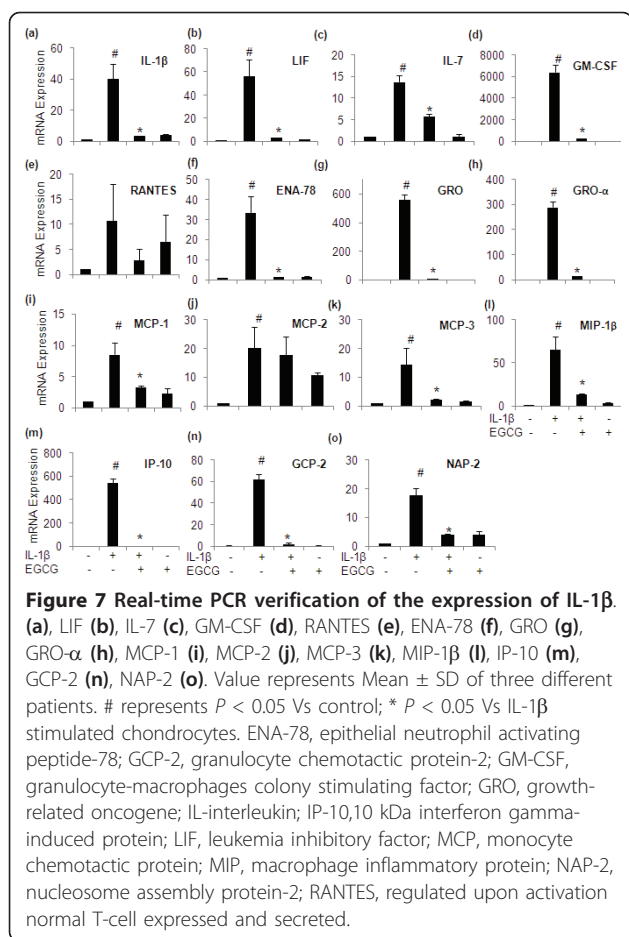 (a) IL-1β (b) LIF (c) IL-7 (d) GM-CSF
mRNA Expression
60 40 20 0
# *
80 60 40 20 0
# *
20 15 10 5 0
# *
8000 6000 4000 2000 0
# *
(e) RANTES (f) ENA-78 (g) GRO (h) GRO-α
mRNA Expression
20 15 10 5 0
50 40 30 20 10 0
# *
600 400 200 0
# *
400 300 200 100 0
# *
(i) MCP-1 (j) MCP-2 (k) MCP-3 (l) MIP-1β
mRNA Expression
15 10 5 0
# *
30 20 10 0
#
30 20 10 0
# *
100 50 0
# *
IL-1β - + + -
EGCG - - + +
(m) IP-10 (n) GCP-2 (o) NAP-2
mRNA Expression
800 600 400 200 0
# *
80 60 40 20 0
# *
30 20 10 0
# *
IL-1β - + + - IL-1β - + + - - + + -
EGCG - - + + EGCG - - + + - - + +
Figure 7 Real-time PCR verification of the expression of IL-1β.
(a), LIF (b), IL-7 (c), GM-CSF (d), RANTES (e), ENA-78 (f), GRO (g),
GRO-α (h), MCP-1 (i), MCP-2 (j), MCP-3 (k), MIP-1β (l), IP-10 (m),
GCP-2 (n), NAP-2 (o). Value represents Mean ± SD of three different
patients. # represents P < 0.05 Vs control; * P < 0.05 Vs IL-1β
stimulated chondrocytes. ENA-78, epithelial neutrophil activating
peptide-78; GCP-2, granulocyte chemotactic protein-2; GM-CSF,
granulocyte-macrophages colony stimulating factor; GRO, growth-
related oncogene; IL-interleukin; IP-10,10 kDa interferon gamma-
induced protein; LIF, leukemia inhibitory factor; MCP, monocyte
chemotactic protein; MIP, macrophage inflammatory protein; NAP-2,
nucleosome assembly protein-2; RANTES, regulated upon activation
normal T-cell expressed and secreted.